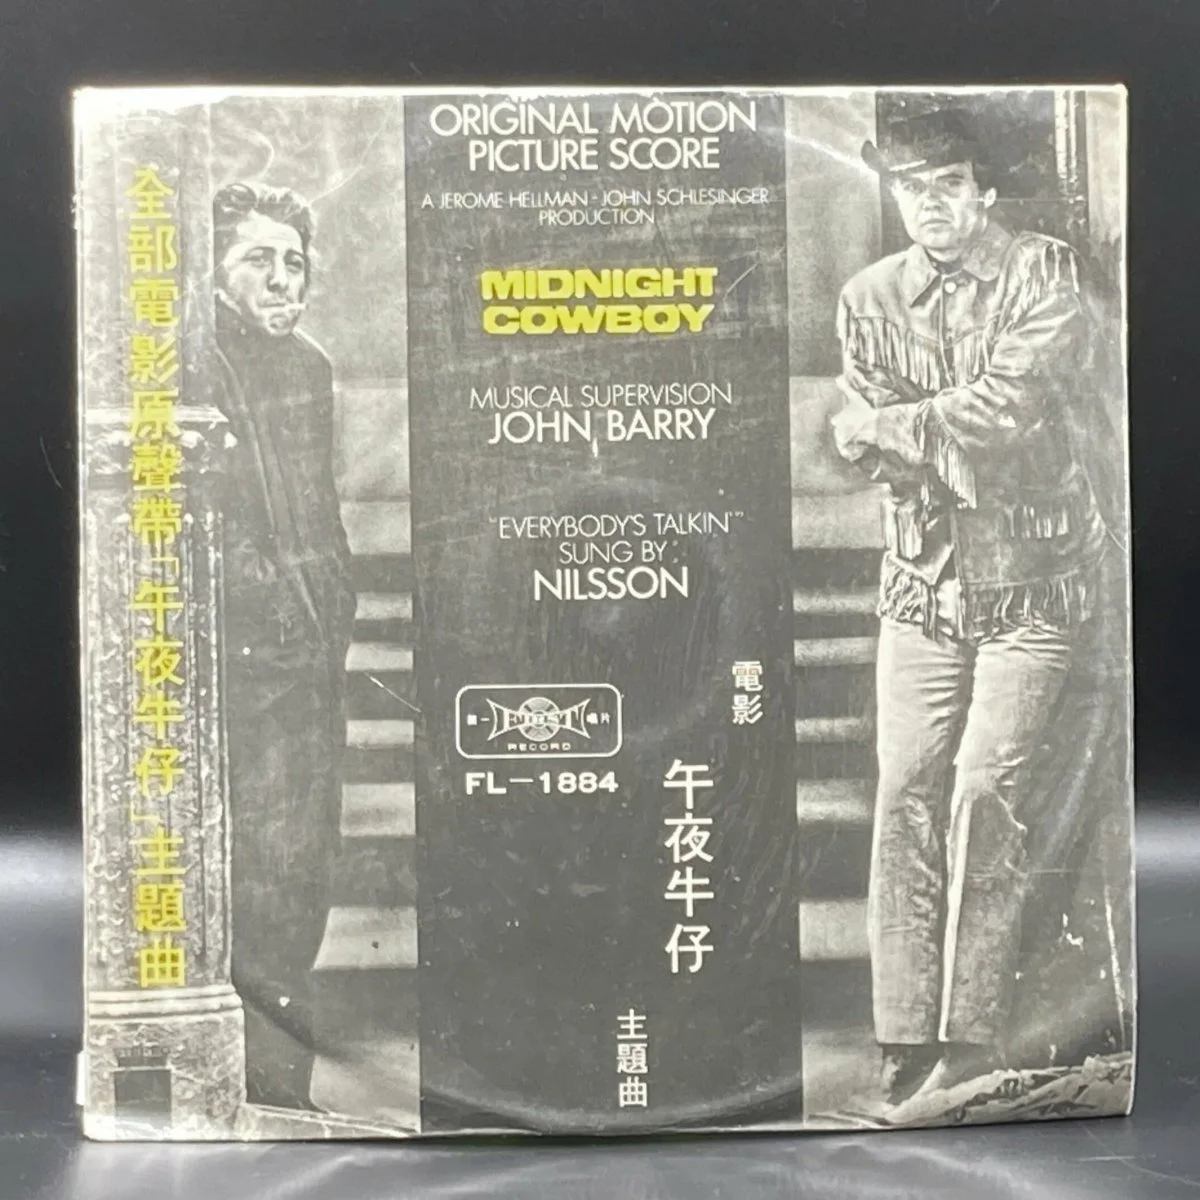 ORIGINAL MOTION
PICTURE SCORE
A JEROME HELLMAN - JOHN SCHLESINGER
PRODUCTION
MIDNIGHT
COWBOY
MUSICAL SUPERVISION
JOHN BARRY
"EVERYBODY'S TALKIN'"
SUNG BY
NILSSON
第一 FIRST 唱片
RECORD
FL-1884
電影
午夜牛仔
主題曲
全部電影原聲帶「午夜牛仔」主題曲